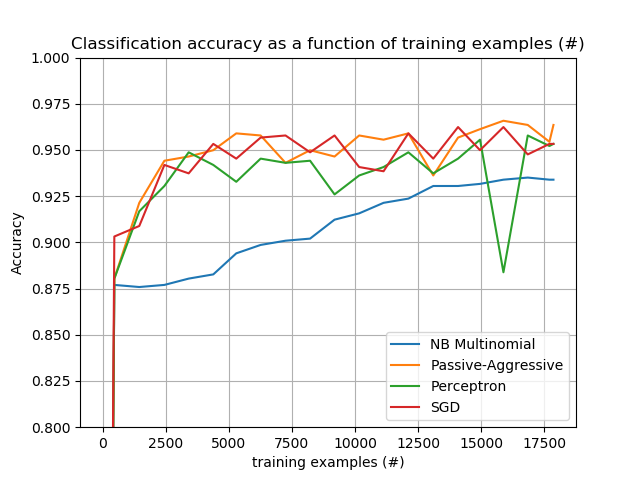 Classification accuracy as a function of training examples (#)
1.000
0.975
0.950
0.925
0.900
0.875
0.850
0.825
0.800
Accuracy
NB Multinomial
Passive-Aggressive
Perceptron
SGD
0 2500 5000 7500 10000 12500 15000 17500
training examples (#)